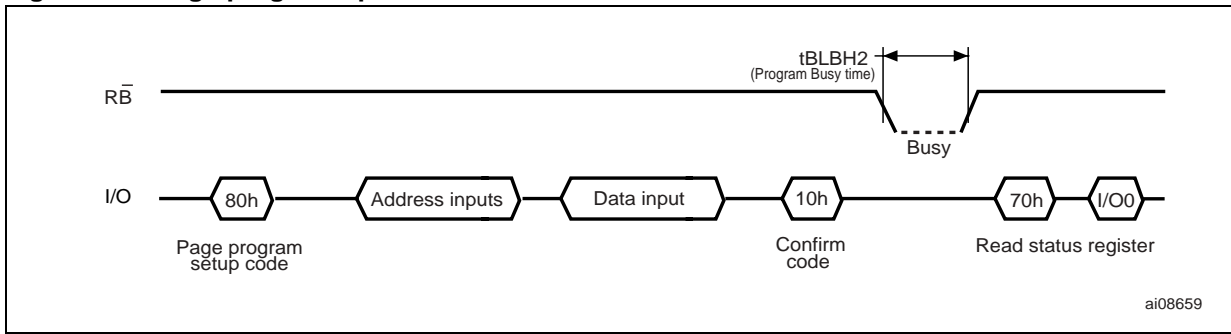 tBLBH2
(Program Busy time)
RB̅
Busy
I/O
80h
Address inputs
Data input
10h
70h
I/O0
Page program
setup code
Confirm
code
Read status register
ai08659